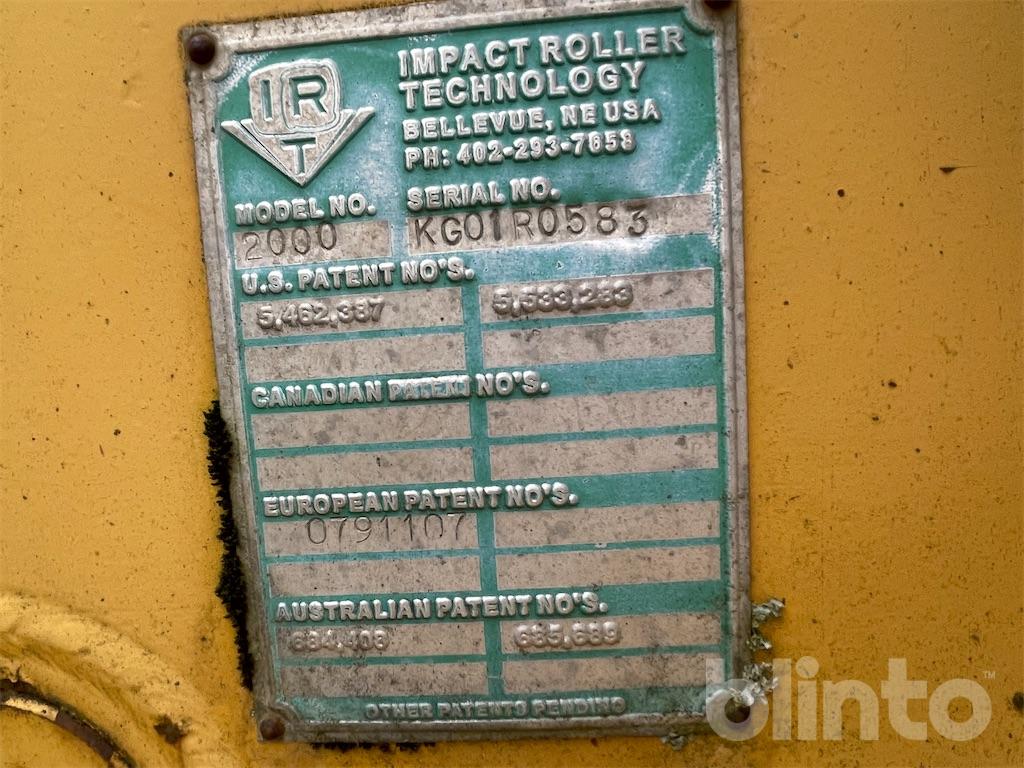 IRT
IMPACT ROLLER
TECHNOLOGY
BELLEVUE, NE USA
PH: 402-293-7658
MODEL NO. SERIAL NO.
2000 KG01R0583
U.S. PATENT NO'S.
5,462,387 5,533,283
CANADIAN PATENT NO'S.
EUROPEAN PATENT NO'S.
0791107
AUSTRALIAN PATENT NO'S.
684,408 685,689
OTHER PATENTS PENDING
blinto™